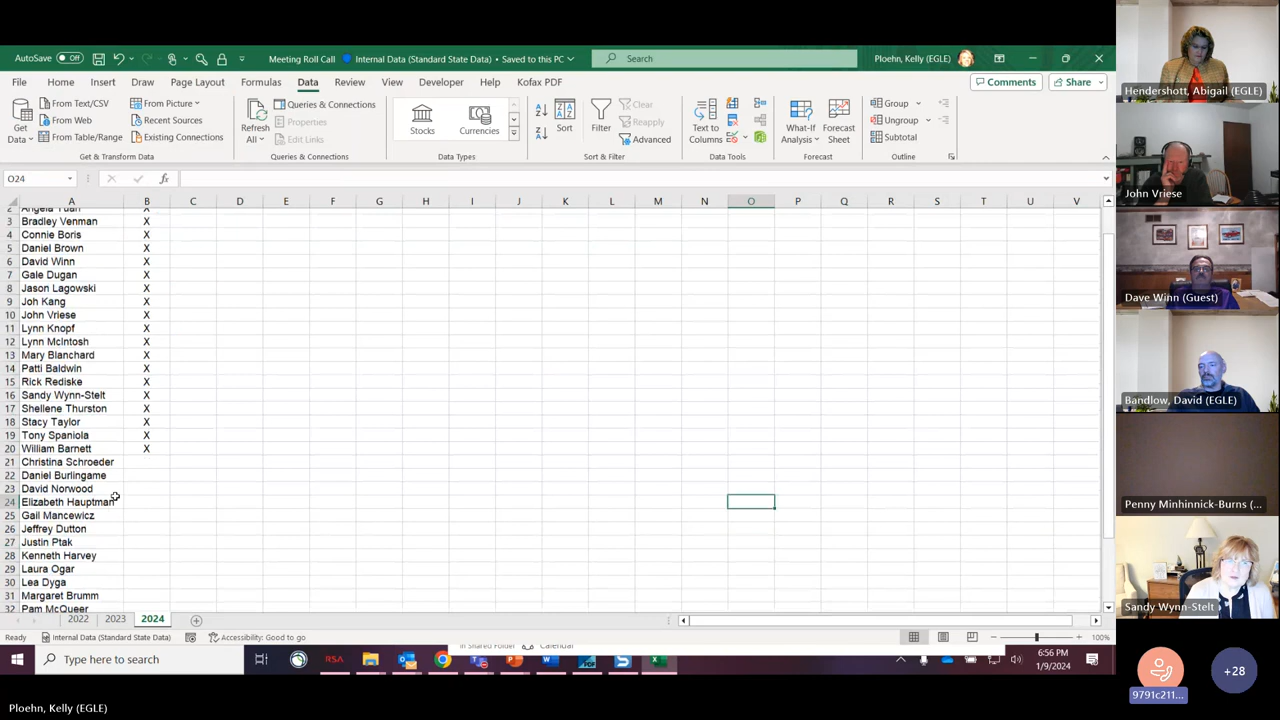 AutoSave Off Meeting Roll Call Internal Data (Standard State Data) • Saved to this PC Search Ploehn, Kelly (EGLE)
File Home Insert Draw Page Layout Formulas Data Review View Developer Help Kofax PDF Comments Share
Get Data From Text/CSV From Picture Refresh All Queries & Connections Stocks Currencies Sort Filter Clear Text to Columns What-If Analysis Forecast Sheet Group
From Web Recent Sources Properties Reapply Ungroup
From Table/Range Existing Connections Edit Links Advanced Subtotal
Get & Transform Data Queries & Connections Data Types Sort & Filter Data Tools Forecast Outline
O24
A B C D E F G H I J K L M N O P Q R S T U V
2 Angela Yuan X
3 Bradley Venman X
4 Connie Boris X
5 Daniel Brown X
6 David Winn X
7 Gale Dugan X
8 Jason Lagowski X
9 Joh Kang X
10 John Vriese X
11 Lynn Knopf X
12 Lynn McIntosh X
13 Mary Blanchard X
14 Patti Baldwin X
15 Rick Rediske X
16 Sandy Wynn-Stelt X
17 Shellene Thurston X
18 Stacy Taylor X
19 Tony Spaniola X
20 William Barnett X
21 Christina Schroeder
22 Daniel Burlingame
23 David Norwood
24 Elizabeth Hauptman
25 Gail Mancewicz
26 Jeffrey Dutton
27 Justin Ptak
28 Kenneth Harvey
29 Laura Ogar
30 Lea Dyga
31 Margaret Brumm
32 Pam McQueer
2022 2023 2024
Ready Internal Data (Standard State Data) Accessibility: Good to go 100%
In Shared Folder Calendar
Type here to search RSA 6:56 PM
1/9/2024
Ploehn, Kelly (EGLE)
Hendershott, Abigail (EGLE)
John Vriese
Dave Winn (Guest)
Bandlow, David (EGLE)
Penny Minhinnick-Burns (...
Sandy Wynn-Stelt
9791c211... +28